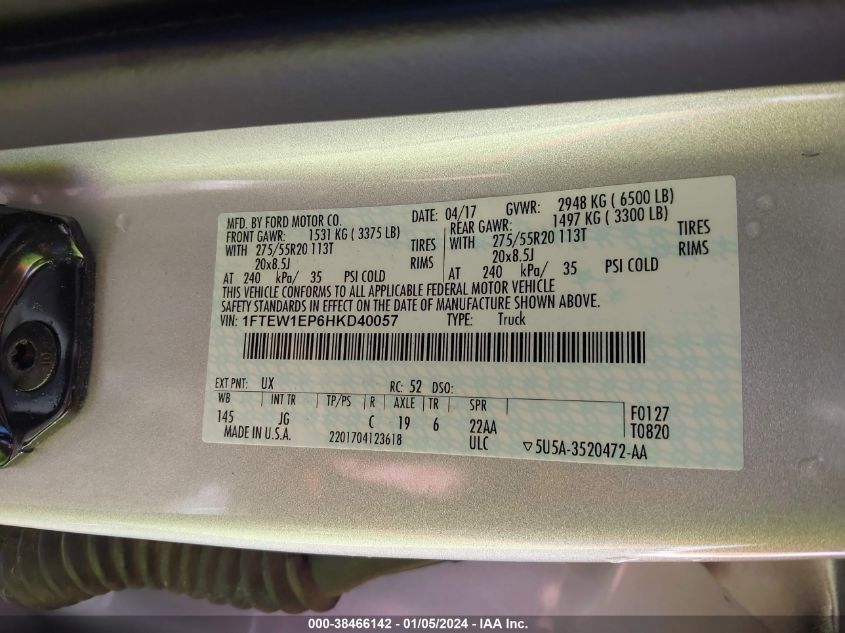 MFD. BY FORD MOTOR CO. DATE: 04/17 GVWR: 2948 KG ( 6500 LB)
FRONT GAWR: 1531 KG ( 3375 LB) REAR GAWR: 1497 KG ( 3300 LB)
WITH 275/55R20 113T TIRES WITH 275/55R20 113T TIRES
20x8.5J RIMS 20x8.5J RIMS
AT 240 kPa/ 35 PSI COLD AT 240 kPa/ 35 PSI COLD
THIS VEHICLE CONFORMS TO ALL APPLICABLE FEDERAL MOTOR VEHICLE
SAFETY STANDARDS IN EFFECT ON THE DATE OF MANUFACTURE SHOWN ABOVE.
VIN: 1FTEW1EP6HKD40057 TYPE: Truck
EXT PNT: UX RC: 52 DSO:
WB INT TR TP/PS R AXLE TR SPR F0127
145 JG C 19 6 22AA T0820
MADE IN U.S.A. 2201704123618 ULC ▽5U5A-3520472-AA
000-38466142 - 01/05/2024 - IAA Inc.